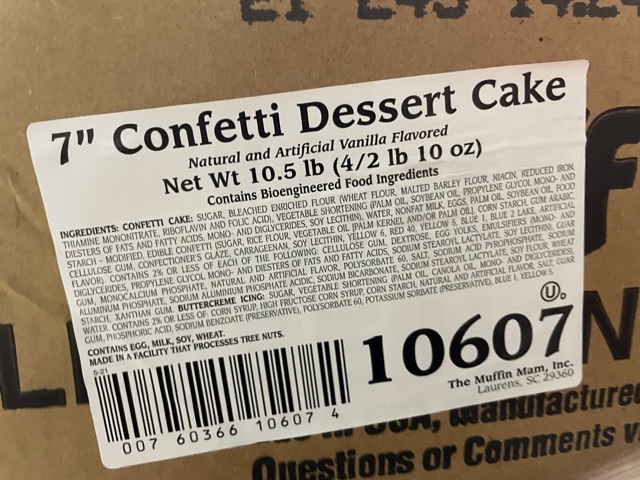 7" Confetti Dessert Cake
Natural and Artificial Vanilla Flavored
Net Wt 10.5 lb (4/2 lb 10 oz)
Contains Bioengineered Food Ingredients
INGREDIENTS: CONFETTI CAKE: SUGAR, BLEACHED ENRICHED FLOUR (WHEAT FLOUR, MALTED BARLEY FLOUR, NIACIN, REDUCED IRON,
THIAMINE MONONITRATE, RIBOFLAVIN AND FOLIC ACID), VEGETABLE SHORTENING (PALM OIL, SOYBEAN OIL, PROPYLENE GLYCOL MONO- AND
DIESTERS OF FATS AND FATTY ACIDS, MONO- AND DIGLYCERIDES, SOY LECITHIN), WATER, NONFAT MILK, EGGS, PALM OIL, SOYBEAN OIL, FOOD
STARCH - MODIFIED, EDIBLE CONFETTI (SUGAR, RICE FLOUR, VEGETABLE OIL (PALM KERNEL AND/OR PALM OIL), CORN STARCH, GUM ARABIC,
CELLULOSE GUM, CONFECTIONER'S GLAZE, CARRAGEENAN, SOY LECITHIN, YELLOW 6, RED 40, YELLOW 5, BLUE 1, BLUE 2 LAKE, ARTIFICIAL
FLAVOR). CONTAINS 2% OR LESS OF EACH OF THE FOLLOWING: CELLULOSE GUM, DEXTROSE, EGG YOLKS, EMULSIFIERS (MONO- AND
DIGLYCERIDES, PROPYLENE GLYCOL MONO- AND DIESTERS OF FATS AND FATTY ACIDS, SODIUM STEAROYL LACTYLATE, SOY LECITHIN), GUAR
GUM, MONOCALCIUM PHOSPHATE, NATURAL AND ARTIFICIAL FLAVOR, POLYSORBATE 60, SALT, SODIUM ACID PYROPHOSPHATE, SODIUM
ALUMINUM PHOSPHATE, SODIUM ALUMINUM PHOSPHATE ACIDIC, SODIUM BICARBONATE, SODIUM STEAROYL LACTYLATE, SOY FLOUR, WHEAT
STARCH, XANTHAN GUM. BUTTERCREME ICING: SUGAR, VEGETABLE SHORTENING (PALM OIL, CANOLA OIL, MONO- AND DIGLYCERIDES),
WATER. CONTAINS 2% OR LESS OF: CORN SYRUP, HIGH FRUCTOSE CORN SYRUP, CORN STARCH, NATURAL AND ARTIFICIAL FLAVOR, SALT, GUAR
GUM, PHOSPHORIC ACID, SODIUM BENZOATE (PRESERVATIVE), POLYSORBATE 60, POTASSIUM SORBATE (PRESERVATIVE), BLUE 1, YELLOW 5.
CONTAINS EGG, MILK, SOY, WHEAT.
MADE IN A FACILITY THAT PROCESSES TREE NUTS.
5-21
U D
10607
007 60366 10607 4
The Muffin Mam, Inc.
Laurens, SC 29360
USA, Manufactured
Questions or Comments